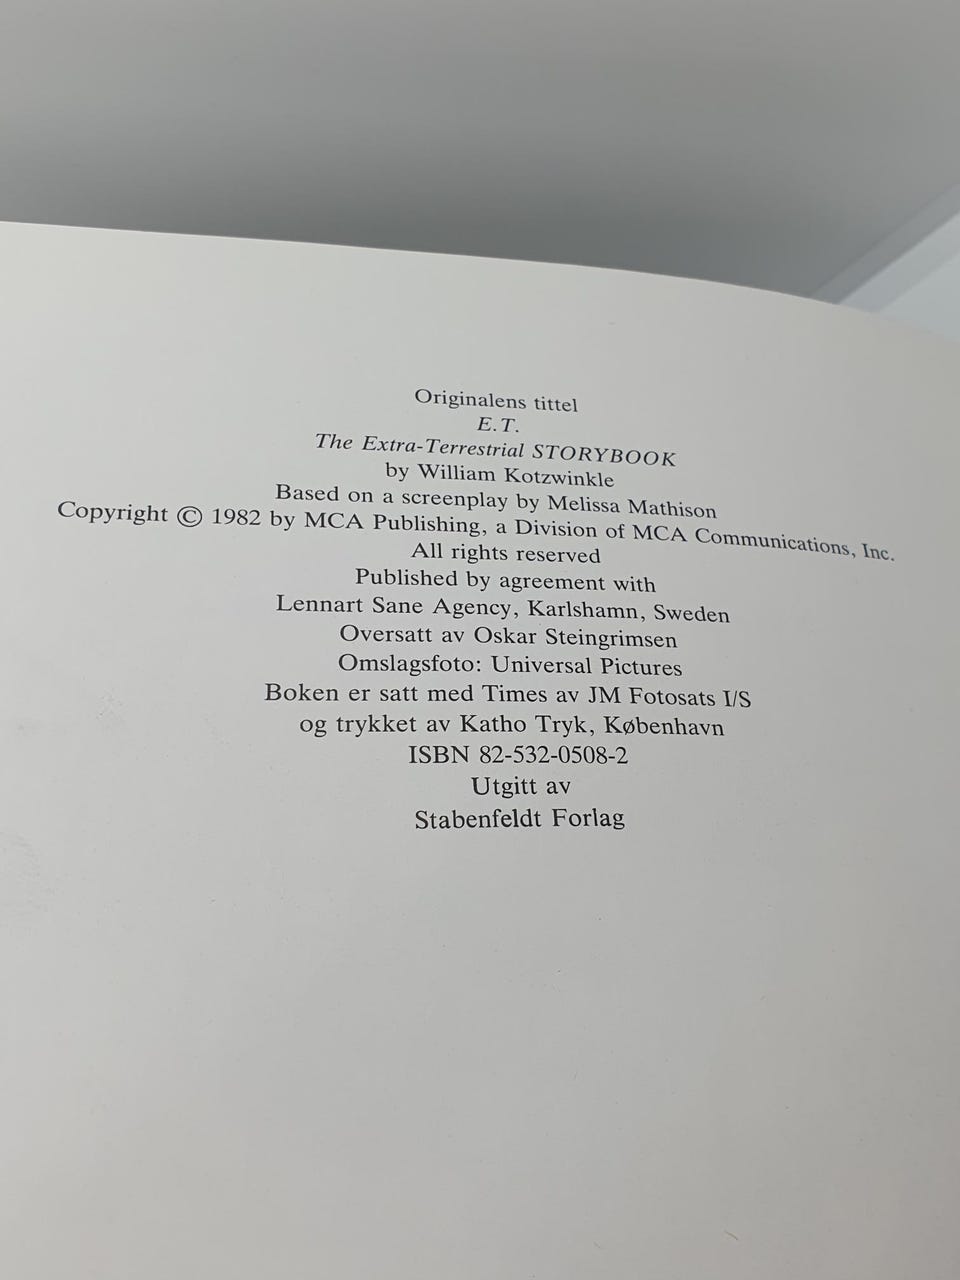 Originalens tittel
E.T.
The Extra-Terrestrial STORYBOOK
by William Kotzwinkle
Based on a screenplay by Melissa Mathison
Copyright © 1982 by MCA Publishing, a Division of MCA Communications, Inc.
All rights reserved
Published by agreement with
Lennart Sane Agency, Karlshamn, Sweden
Oversatt av Oskar Steingrimsen
Omslagsfoto: Universal Pictures
Boken er satt med Times av JM Fotosats I/S
og trykket av Katho Tryk, København
ISBN 82-532-0508-2
Utgitt av
Stabenfeldt Forlag